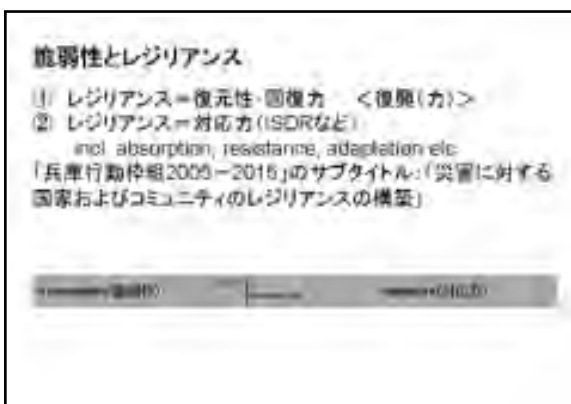 脆弱性とレジリアンス
① レジリアンス=復元性・回復力 <復興(力)>
② レジリアンス=対応力(ISDRなど)
incl. absorption, resistance, adaptation etc
「兵庫行動枠組2005-2015」のサブタイトル:「災害に対する
国家およびコミュニティのレジリアンスの構築」